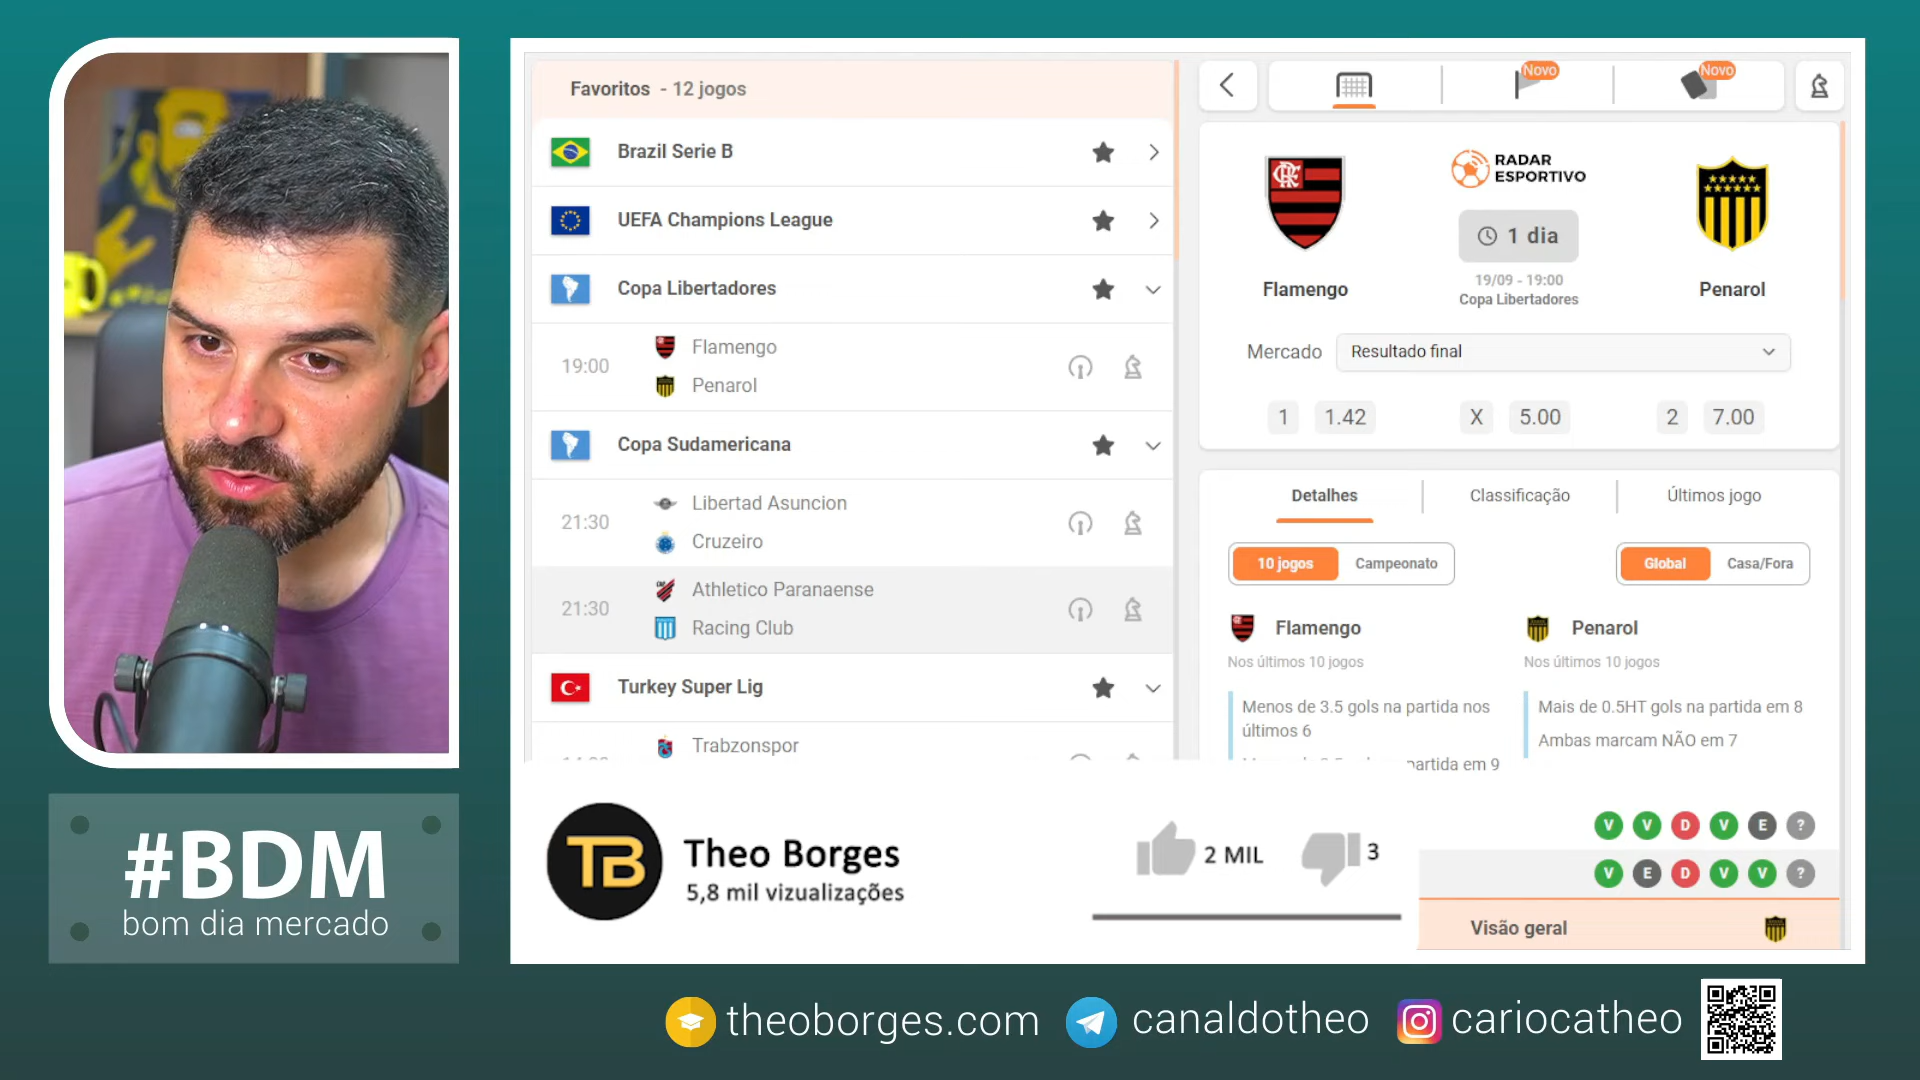 Favoritos - 12 jogos
Brazil Serie B
UEFA Champions League
Copa Libertadores
19:00
Flamengo
Penarol
Copa Sudamericana
21:30
Libertad Asuncion
Cruzeiro
21:30
Athletico Paranaense
Racing Club
Turkey Super Lig
Trabzonspor
Novo
Novo
RADAR
ESPORTIVO
1 dia
19/09 - 19:00
Copa Libertadores
Flamengo
Penarol
Mercado
Resultado final
1 1.42 X 5.00 2 7.00
Detalhes
Classificação
Últimos jogo
10 jogos
Campeonato
Global
Casa/Fora
Flamengo
Nos últimos 10 jogos
Menos de 3.5 gols na partida nos
últimos 6
partida em 9
Penarol
Nos últimos 10 jogos
Mais de 0.5HT gols na partida em 8
Ambas marcam NÃO em 7
V V D V E ?
V E D V V ?
Visão geral
TB
Theo Borges
5,8 mil vizualizações
2 MIL
3
#BDM
bom dia mercado
theoborges.com
canaldotheo
cariocatheo